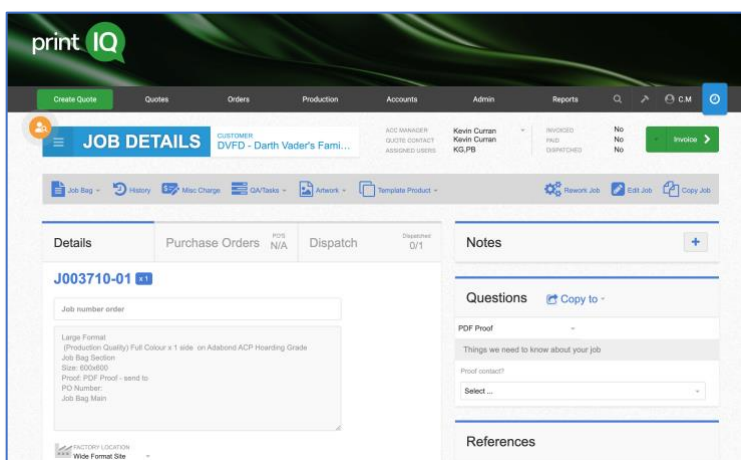 print IQ
Create Quote Quotes Orders Production Accounts Admin Reports C.M
JOB DETAILS
CUSTOMER
DVFD - Darth Vader's Fami...
ACC MANAGER Kevin Curran
QUOTE CONTACT Kevin Curran
ASSIGNED USERS KG,PB
INVOICED No
PAID No
DISPATCHED No
Invoice
Job Bag History Misc Charge QA/Tasks Artwork Template Product Rework Job Edit Job Copy Job
Details
Purchase Orders
POS
N/A
Dispatch
Dispatched
0/1
J003710-01 x 1
Job number order
Large Format
(Production Quality) Full Colour x 1 side on Adabond ACP Hoarding Grade
Job Bag Section
Size: 600x600
Proof: PDF Proof - send to
PO Number:
Job Bag Main
FACTORY LOCATION
Wide Format Site
Notes
+
Questions Copy to
PDF Proof
Things we need to know about your job
Proof contact?
Select ...
References